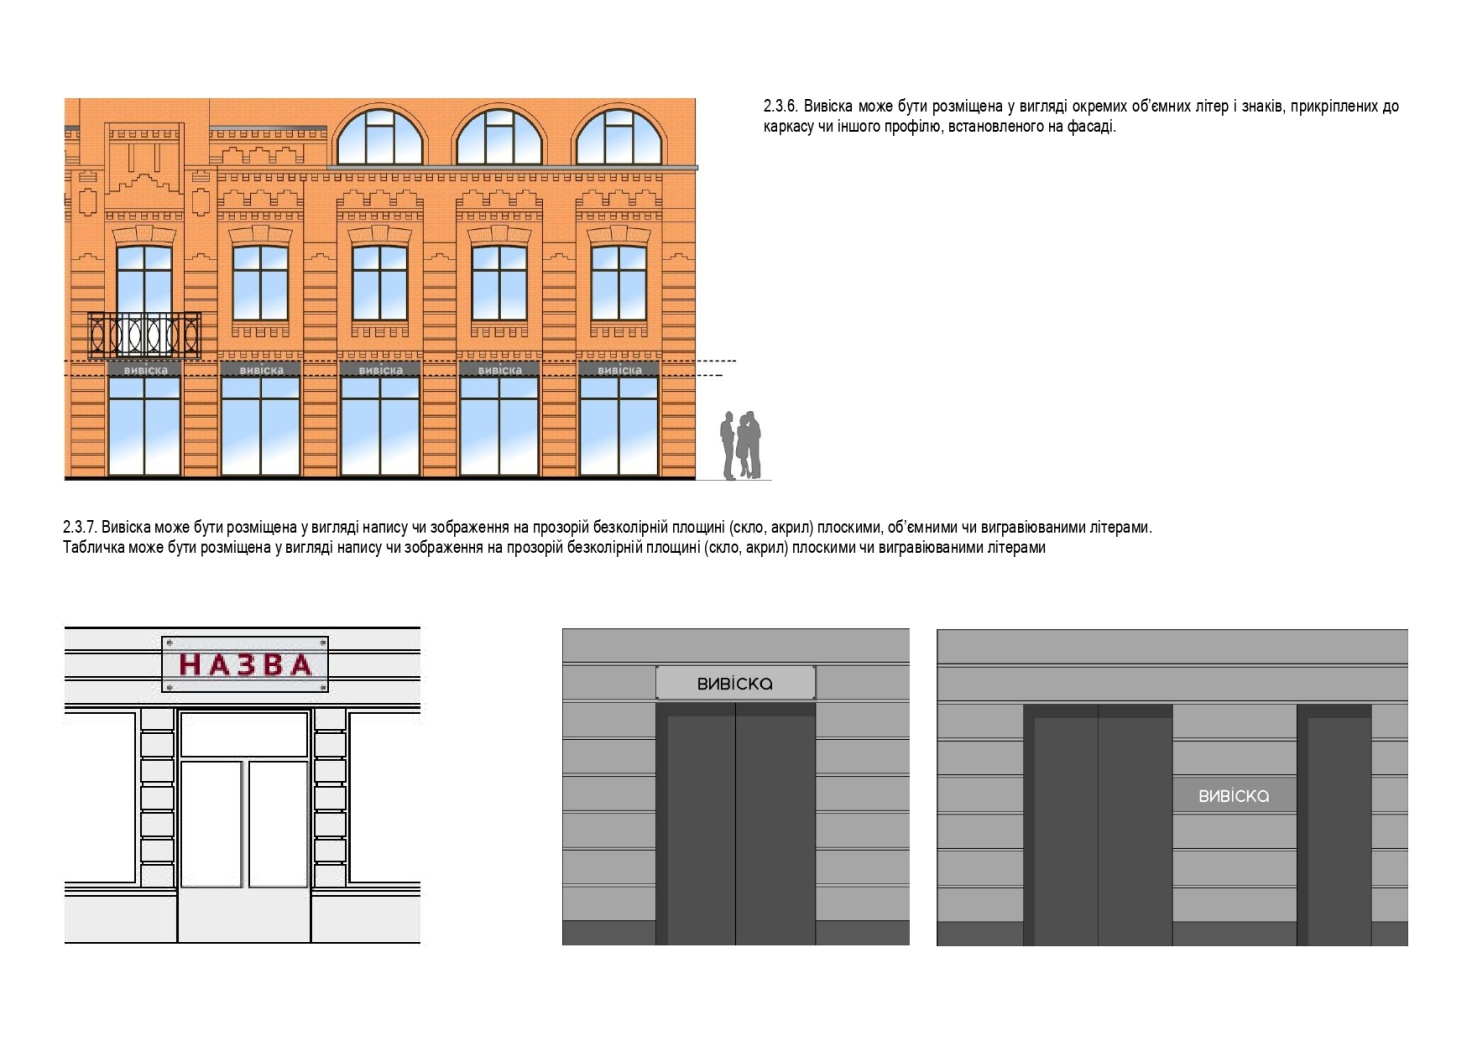 2.3.6. Вивіска може бути розміщена у вигляді окремих об’ємних літер і знаків, прикріплених до
каркасу чи іншого профілю, встановленого на фасаді.
вивіска вивіска вивіска вивіска вивіска
2.3.7. Вивіска може бути розміщена у вигляді напису чи зображення на прозорій безколірній площині (скло, акрил) плоскими, об’ємними чи вигравіюваними літерами.
Табличка може бути розміщена у вигляді напису чи зображення на прозорій безколірній площині (скло, акрил) плоскими чи вигравіюваними літерами
НАЗВА
вивіска
вивіска